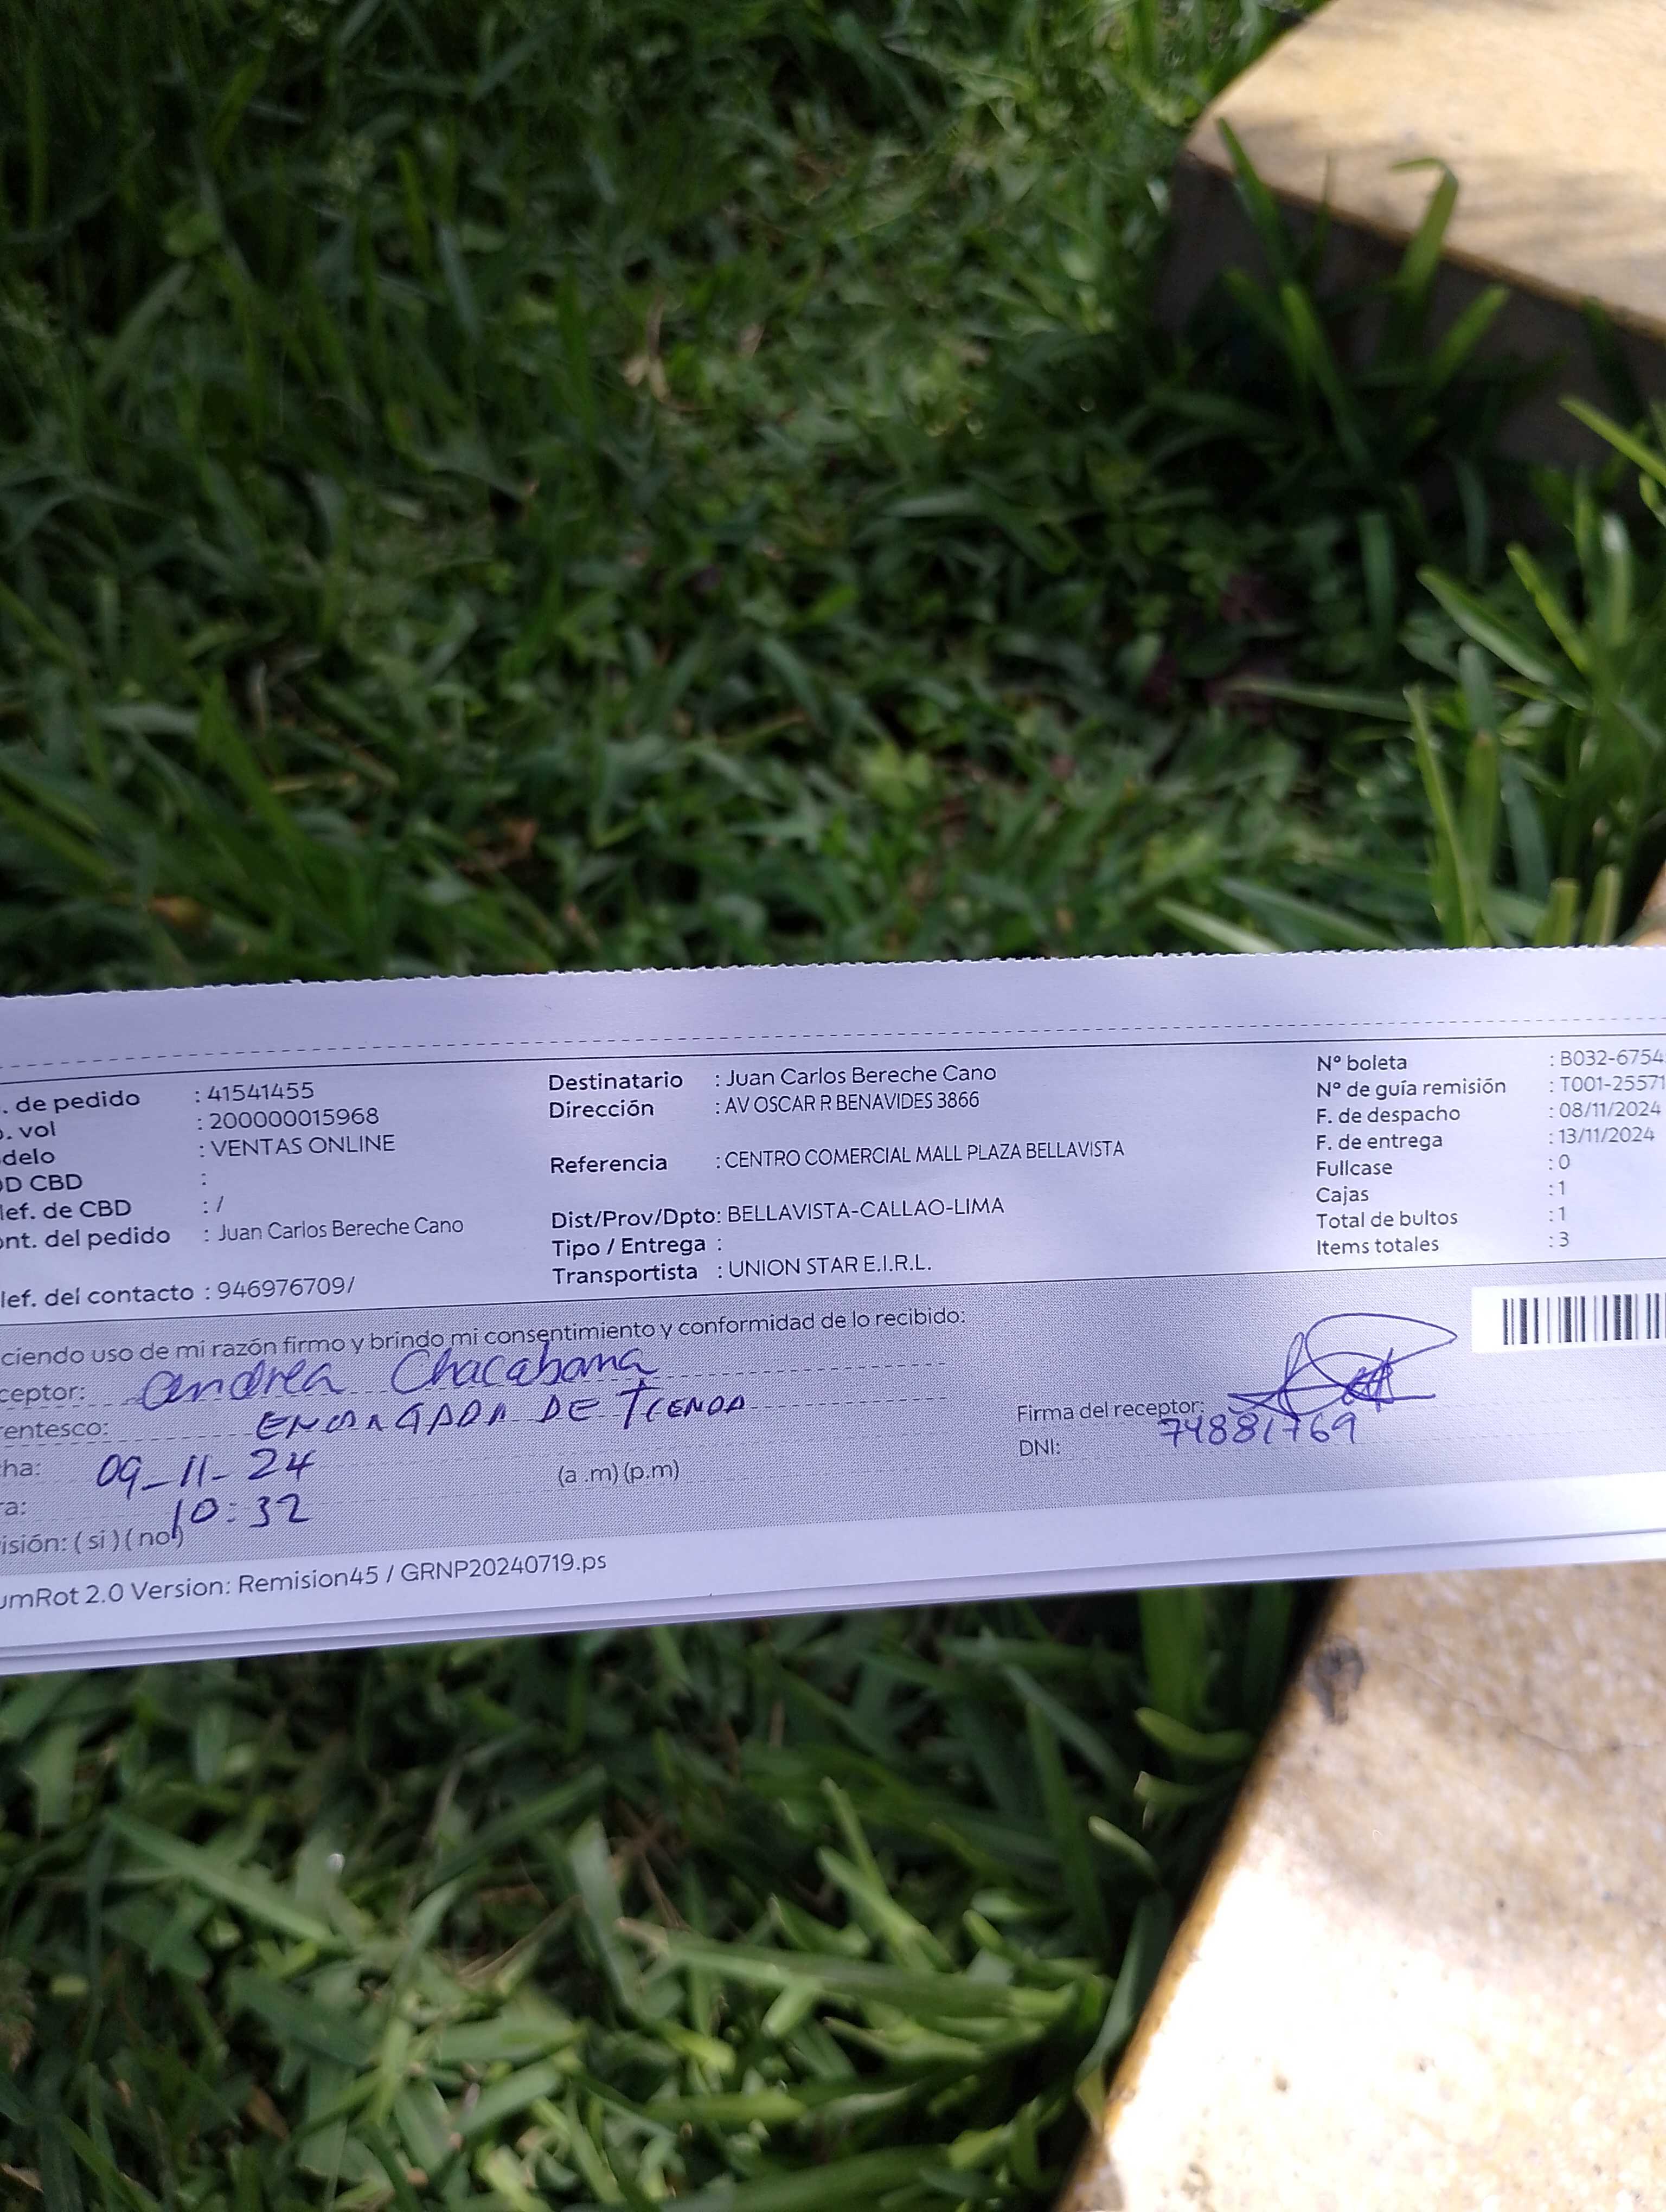 . de pedido : 41541455
o. vol : 200000015968
delo : VENTAS ONLINE
OD CBD :
lef. de CBD : /
ont. del pedido : Juan Carlos Bereche Cano
lef. del contacto : 946976709/
Destinatario : Juan Carlos Bereche Cano
Dirección : AV OSCAR R BENAVIDES 3866
Referencia : CENTRO COMERCIAL MALL PLAZA BELLAVISTA
Dist/Prov/Dpto: BELLAVISTA-CALLAO-LIMA
Tipo / Entrega :
Transportista : UNION STAR E.I.R.L.
N° boleta : B032-6754
N° de guía remisión : T001-25571
F. de despacho : 08/11/2024
F. de entrega : 13/11/2024
Fullcase : 0
Cajas : 1
Total de bultos : 1
Items totales : 3
ciendo uso de mi razón firmo y brindo mi consentimiento y conformidad de lo recibido:
ceptor: Andrea Chacabana
rentesco: ENCARGADA DE TIENDA
ha: 09-11-24
ra: 10:32 (a .m) (p.m)
isión: ( si ) ( no )
Firma del receptor:
DNI: 74881769
umRot 2.0 Version: Remision45 / GRNP20240719.ps